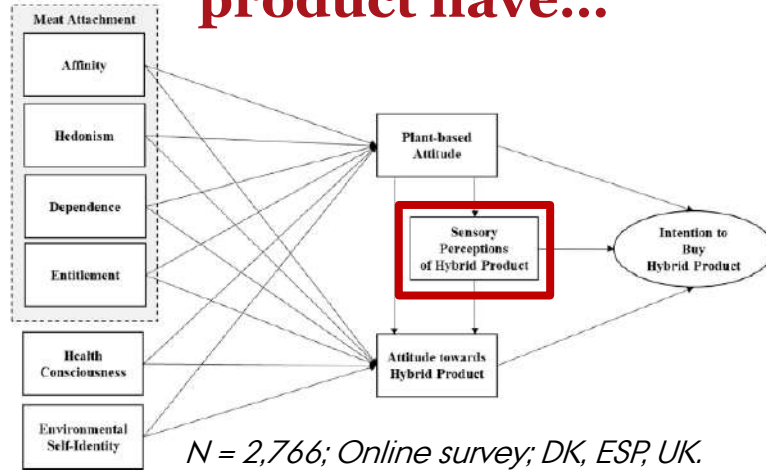 product have...
Meat Attachment
Affinity
Hedonism
Dependence
Entitlement
Health
Consciousness
Environmental
Self-Identity
Plant-based
Attitude
Sensory
Perceptions
of Hybrid Product
Attitude towards
Hybrid Product
Intention to
Buy
Hybrid Product
N = 2,766; Online survey; DK, ESP, UK.